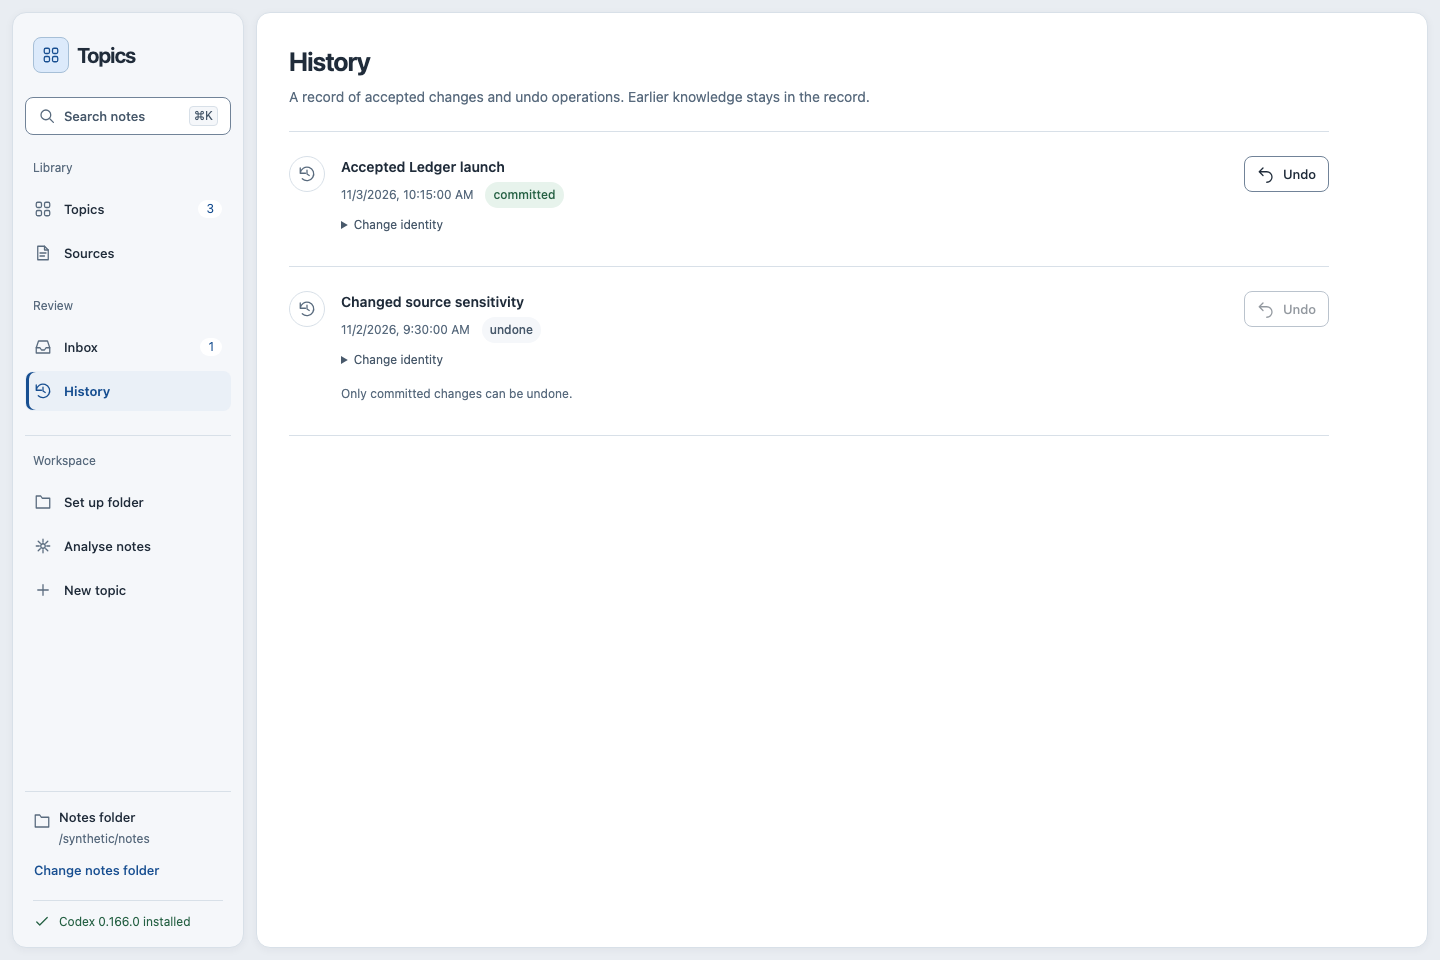 Topics
Search notes ⌘K
Library
Topics 3
Sources
Review
Inbox 1
History
Workspace
Set up folder
Analyse notes
New topic
Notes folder
/synthetic/notes
Change notes folder
Codex 0.166.0 installed
History
A record of accepted changes and undo operations. Earlier knowledge stays in the record.
Accepted Ledger launch
11/3/2026, 10:15:00 AM committed
Change identity
Undo
Changed source sensitivity
11/2/2026, 9:30:00 AM undone
Change identity
Only committed changes can be undone.
Undo